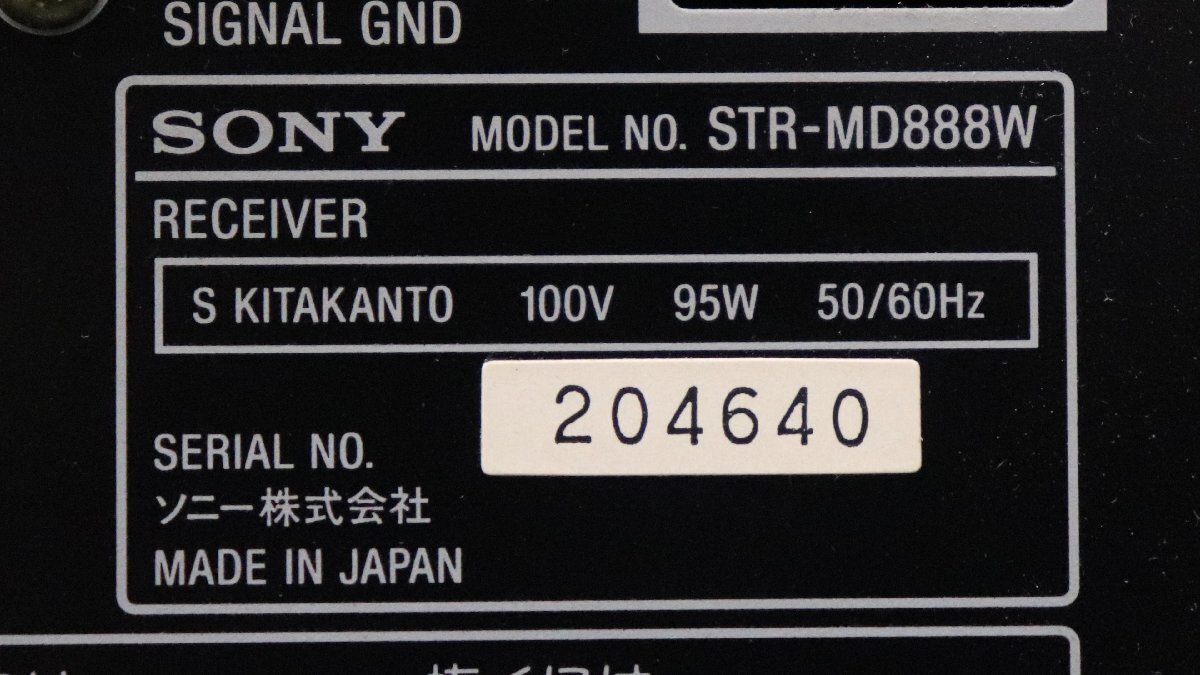 SIGNAL GND
SONY MODEL NO. STR-MD888W
RECEIVER
S KITAKANTO 100V 95W 50/60Hz
204640
SERIAL NO.
ソニー株式会社
MADE IN JAPAN